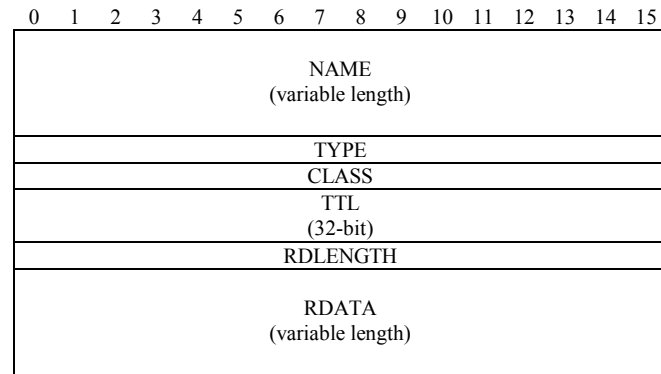 0 1 2 3 4 5 6 7 8 9 10 11 12 13 14 15
NAME
(variable length)
TYPE
CLASS
TTL
(32-bit)
RDLENGTH
RDATA
(variable length)